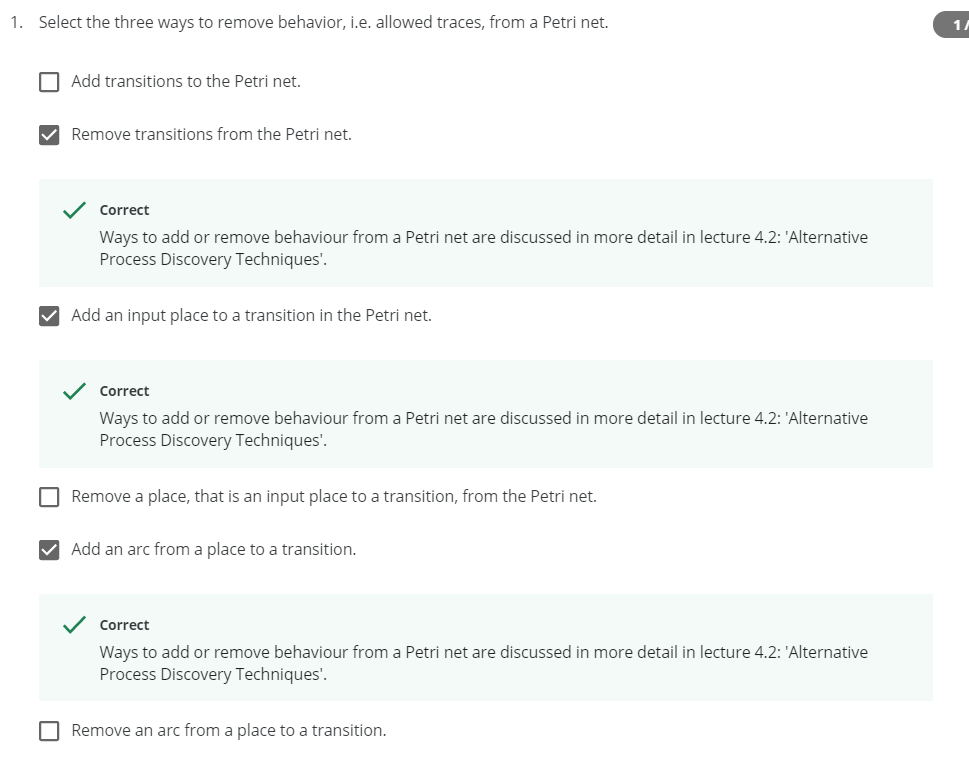 1. Select the three ways to remove behavior, i.e. allowed traces, from a Petri net.
1 /
Add transitions to the Petri net.
Remove transitions from the Petri net.
Correct
Ways to add or remove behaviour from a Petri net are discussed in more detail in lecture 4.2: 'Alternative
Process Discovery Techniques'.
Add an input place to a transition in the Petri net.
Correct
Ways to add or remove behaviour from a Petri net are discussed in more detail in lecture 4.2: 'Alternative
Process Discovery Techniques'.
Remove a place, that is an input place to a transition, from the Petri net.
Add an arc from a place to a transition.
Correct
Ways to add or remove behaviour from a Petri net are discussed in more detail in lecture 4.2: 'Alternative
Process Discovery Techniques'.
Remove an arc from a place to a transition.